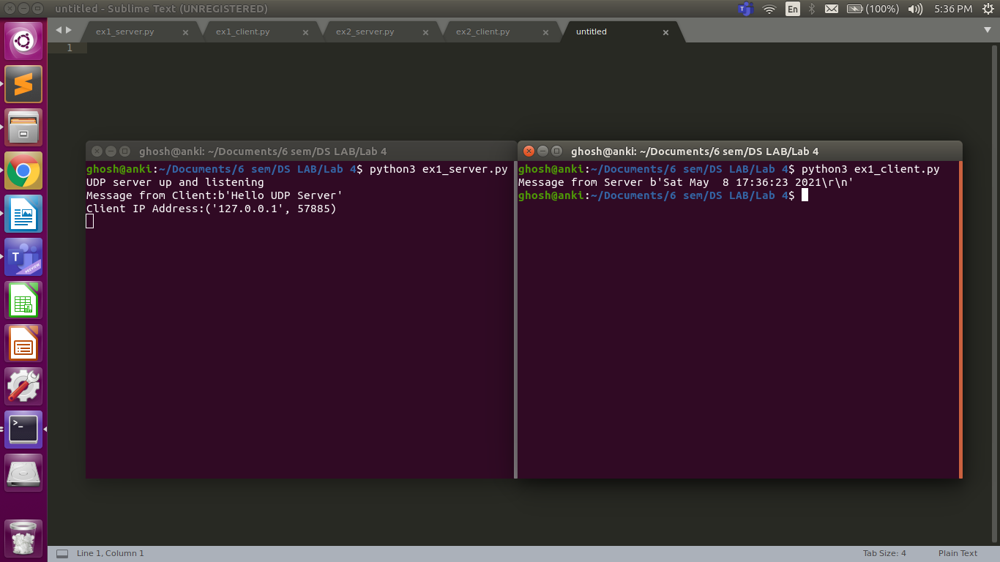 untitled - Sublime Text (UNREGISTERED)
En
(100%)
5:36 PM
ex1_server.py
ex1_client.py
ex2_server.py
ex2_client.py
untitled
1
ghosh@anki: ~/Documents/6 sem/DS LAB/Lab 4
ghosh@anki:~/Documents/6 sem/DS LAB/Lab 4$ python3 ex1_server.py
UDP server up and listening
Message from Client:b'Hello UDP Server'
Client IP Address:('127.0.0.1', 57885)
ghosh@anki: ~/Documents/6 sem/DS LAB/Lab 4
ghosh@anki:~/Documents/6 sem/DS LAB/Lab 4$ python3 ex1_client.py
Message from Server b'Sat May  8 17:36:23 2021\r\n'
ghosh@anki:~/Documents/6 sem/DS LAB/Lab 4$
T
PREVIEW
>_
Line 1, Column 1
Tab Size: 4
Plain Text